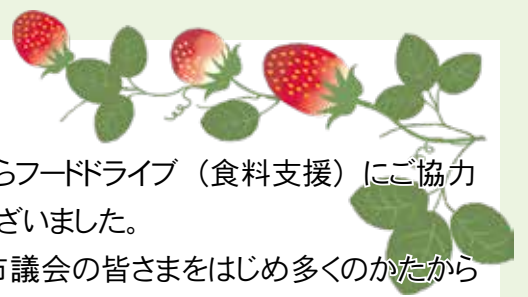 らフードドライブ（食料支援）にご協力
ざいました。
市議会の皆さまをはじめ多くのかたから